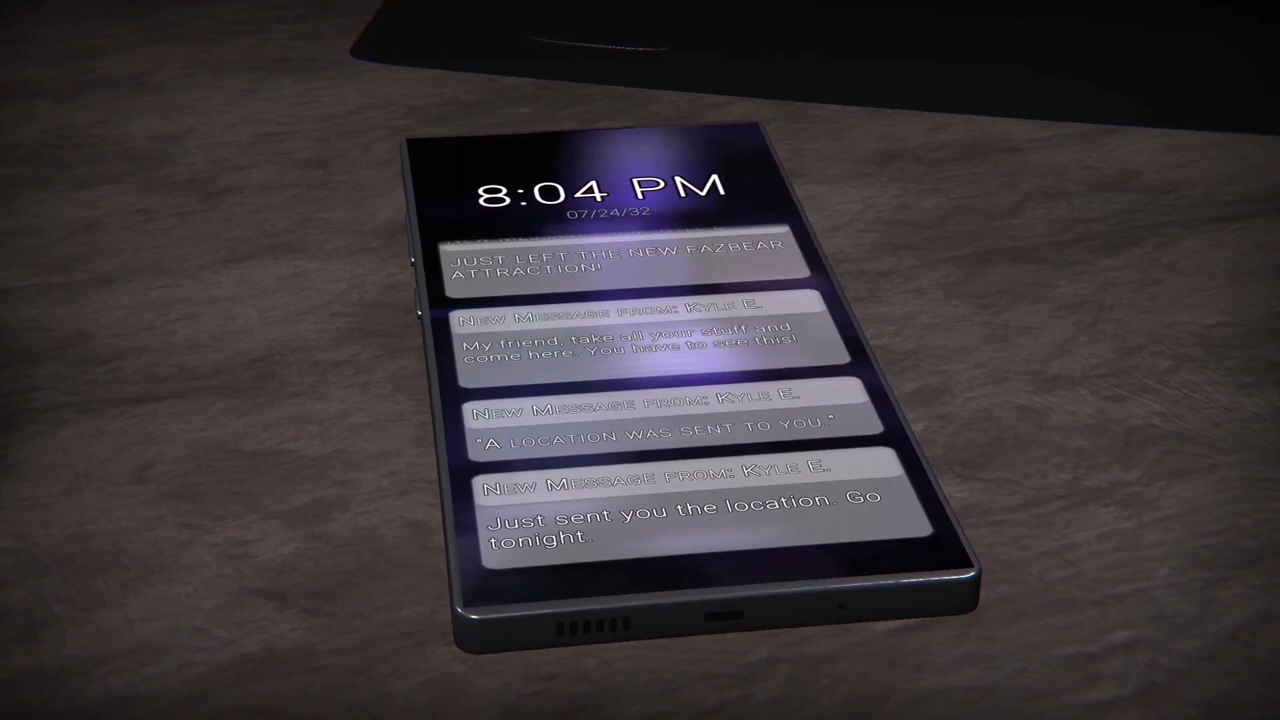 8:04 PM
07/24/32
JUST LEFT THE NEW FAZBEAR
ATTRACTION!
NEW MESSAGE FROM: KYLE E.
My friend, take all your stuff and
come here. You have to see this!
NEW MESSAGE FROM: KYLE E.
"A LOCATION WAS SENT TO YOU."
NEW MESSAGE FROM: KYLE E.
Just sent you the location. Go
tonight.